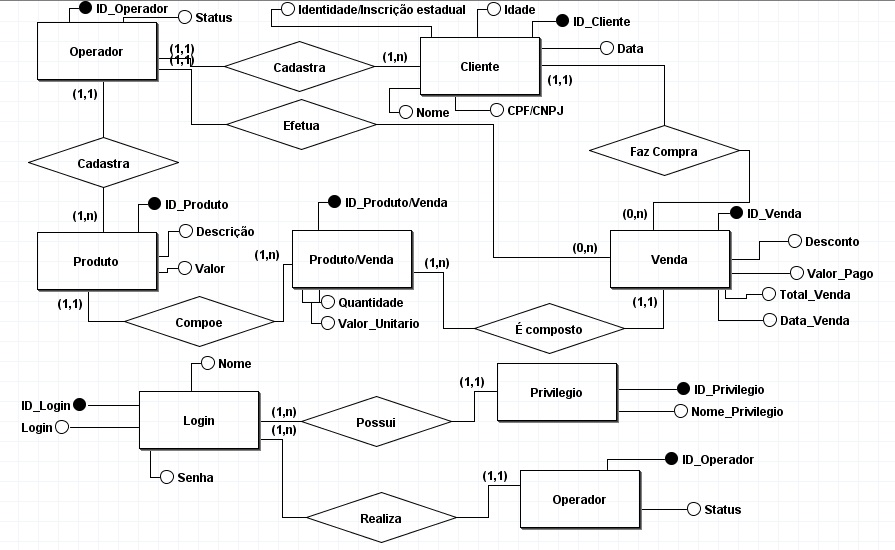 ID_Operador
Status
Operador
(1,1)
(1,1)
Cadastra
(1,n)
Identidade/Inscrição estadual
Idade
ID_Cliente
Cliente
Data
(1,1)
Nome
CPF/CNPJ
(1,1)
Efetua
Faz Compra
Cadastra
(1,n)
ID_Produto
Descrição
Produto
Valor
(1,1)
Compoe
(1,n)
ID_Produto/Venda
Produto/Venda
(1,n)
Quantidade
Valor_Unitario
(0,n)
(0,n)
ID_Venda
Venda
Desconto
Valor_Pago
Total_Venda
Data_Venda
(1,1)
É composto
Nome
ID_Login
Login
Login
(1,n)
(1,n)
Senha
Possui
(1,1)
Privilegio
ID_Privilegio
Nome_Privilegio
Realiza
(1,1)
ID_Operador
Operador
Status